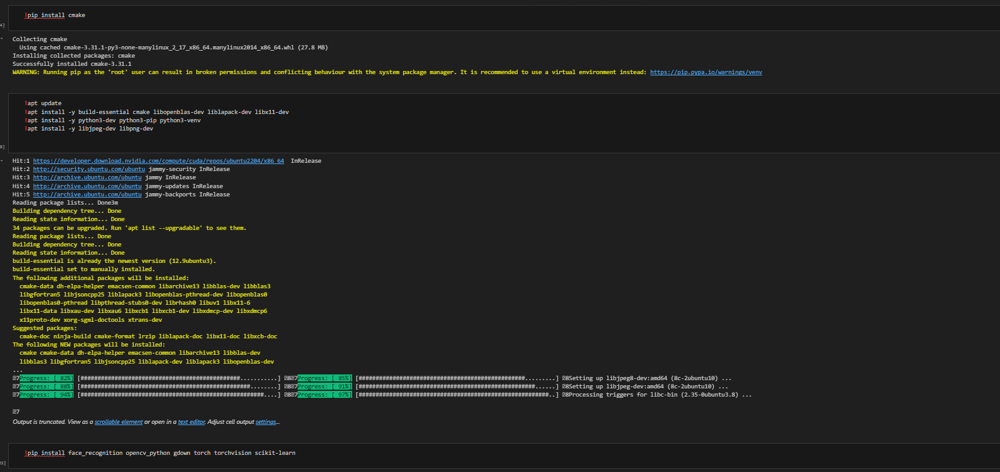 !pip install cmake
4]
Collecting cmake
Using cached cmake-3.31.1-py3-none-manylinux_2_17_x86_64.manylinux2014_x86_64.whl (27.8 MB)
Installing collected packages: cmake
Successfully installed cmake-3.31.1
WARNING: Running pip as the 'root' user can result in broken permissions and conflicting behaviour with the system package manager. It is recommended to use a virtual environment instead: https://pip.pypa.io/warnings/venv
!apt update
!apt install -y build-essential cmake libopenblas-dev liblapack-dev libx11-dev
!apt install -y python3-dev python3-pip python3-venv
!apt install -y libjpeg-dev libpng-dev
8]
Hit:1 https://developer.download.nvidia.com/compute/cuda/repos/ubuntu2204/x86_64  InRelease
Hit:2 http://security.ubuntu.com/ubuntu jammy-security InRelease
Hit:3 http://archive.ubuntu.com/ubuntu jammy InRelease
Hit:4 http://archive.ubuntu.com/ubuntu jammy-updates InRelease
Hit:5 http://archive.ubuntu.com/ubuntu jammy-backports InRelease
Reading package lists... Done3m
Building dependency tree... Done
Reading state information... Done
34 packages can be upgraded. Run 'apt list --upgradable' to see them.
Reading package lists... Done
Building dependency tree... Done
Reading state information... Done
build-essential is already the newest version (12.9ubuntu3).
build-essential set to manually installed.
The following additional packages will be installed:
cmake-data dh-elpa-helper emacsen-common libarchive13 libblas-dev libblas3
libgfortran5 libjsoncpp25 liblapack3 libopenblas-pthread-dev libopenblas0
libopenblas0-pthread libpthread-stubs0-dev librhash0 libuv1 libx11-6
libx11-data libxau-dev libxau6 libxcb1 libxcb1-dev libxdmcp-dev libxdmcp6
x11proto-dev xorg-sgml-doctools xtrans-dev
Suggested packages:
cmake-doc ninja-build cmake-format lrzip liblapack-doc libx11-doc libxcb-doc
The following NEW packages will be installed:
cmake cmake-data dh-elpa-helper emacsen-common libarchive13 libblas-dev
libblas3 libgfortran5 libjsoncpp25 liblapack-dev liblapack3 libopenblas-dev
...
7Progress: [ 82%] [###############################################...........] 87Progress: [ 85%] [#################################################.........] 8Setting up libjpeg8-dev:amd64 (8c-2ubuntu10) ...
7Progress: [ 88%] [##################################################........] 87Progress: [ 91%] [####################################################......] 8Setting up libjpeg-dev:amd64 (8c-2ubuntu10) ...
7Progress: [ 94%] [######################################################....] 87Progress: [ 97%] [########################################################..] 8Processing triggers for libc-bin (2.35-0ubuntu3.8) ...
7
Output is truncated. View as a scrollable element or open in a text editor. Adjust cell output settings...
!pip install face_recognition opencv_python gdown torch torchvision scikit-learn